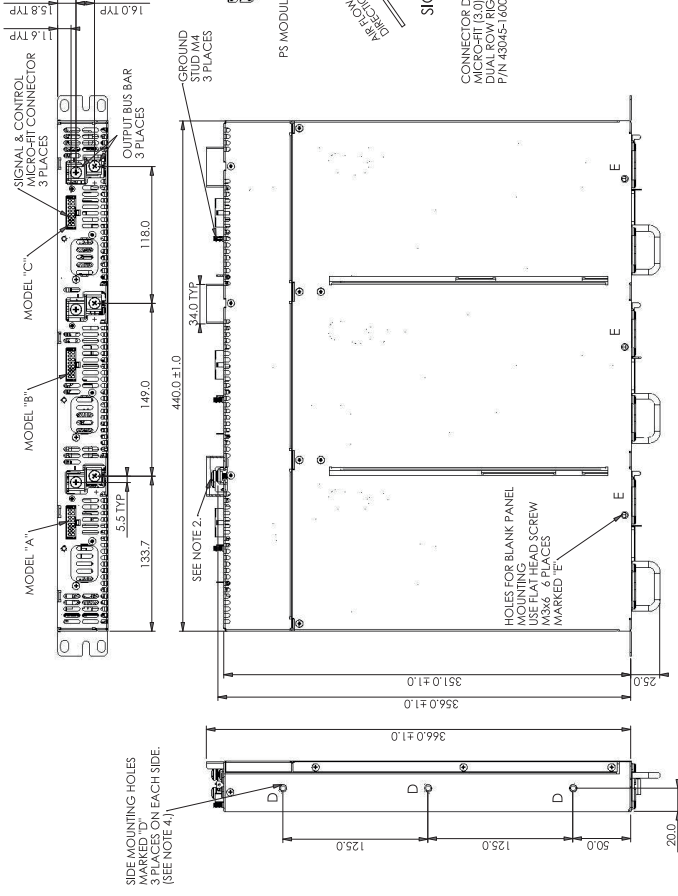 15.8 TYP
16.0 TYP
11.6 TYP
SIGNAL & CONTROL
MICRO-FIT CONNECTOR
3 PLACES
OUTPUT BUS BAR
3 PLACES
MODEL "C"
MODEL "B"
MODEL "A"
118.0
149.0
133.7
5.5 TYP
GROUND
STUD M4
3 PLACES
34.0 TYP
440.0 ±1.0
SEE NOTE 2.
PS MODUL
AIR FLOW
DIRECTION
SIG
CONNECTOR D
MICRO-FIT (3.0)
DUAL ROW RIG
P/N 43045-1600
E
E
E
HOLES FOR BLANK PANEL
MOUNTING
USE FLAT HEAD SCREW
M3x6 6 PLACES
MARKED "E"
351.0±1.0
356.0±1.0
25.0
366.0±1.0
SIDE MOUNTING HOLES
MARKED "D"
3 PLACES ON EACH SIDE.
(SEE NOTE 4.)
D
D
D
125.0
125.0
50.0
20.0